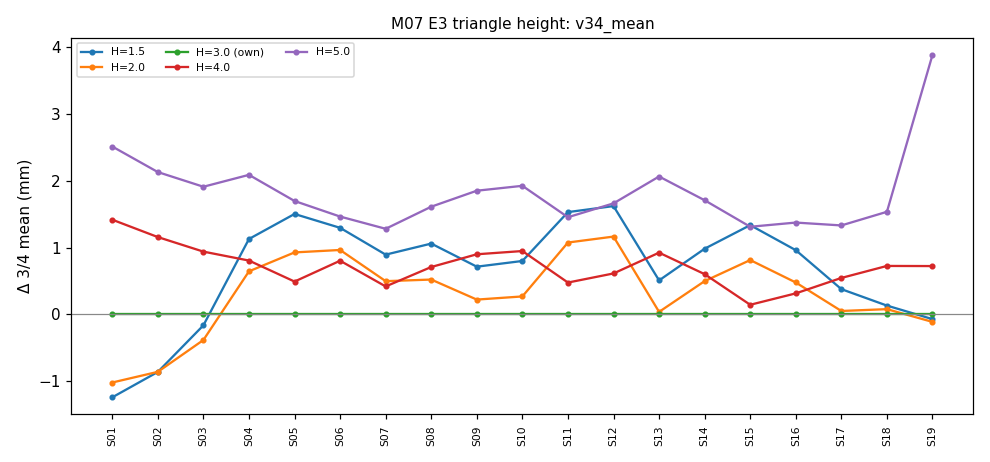 M07 E3 triangle height: v34_mean
H=1.5
H=2.0
H=3.0 (own)
H=4.0
H=5.0
Δ 3/4 mean (mm)
4
3
2
1
0
−1
S01 S02 S03 S04 S05 S06 S07 S08 S09 S10 S11 S12 S13 S14 S15 S16 S17 S18 S19